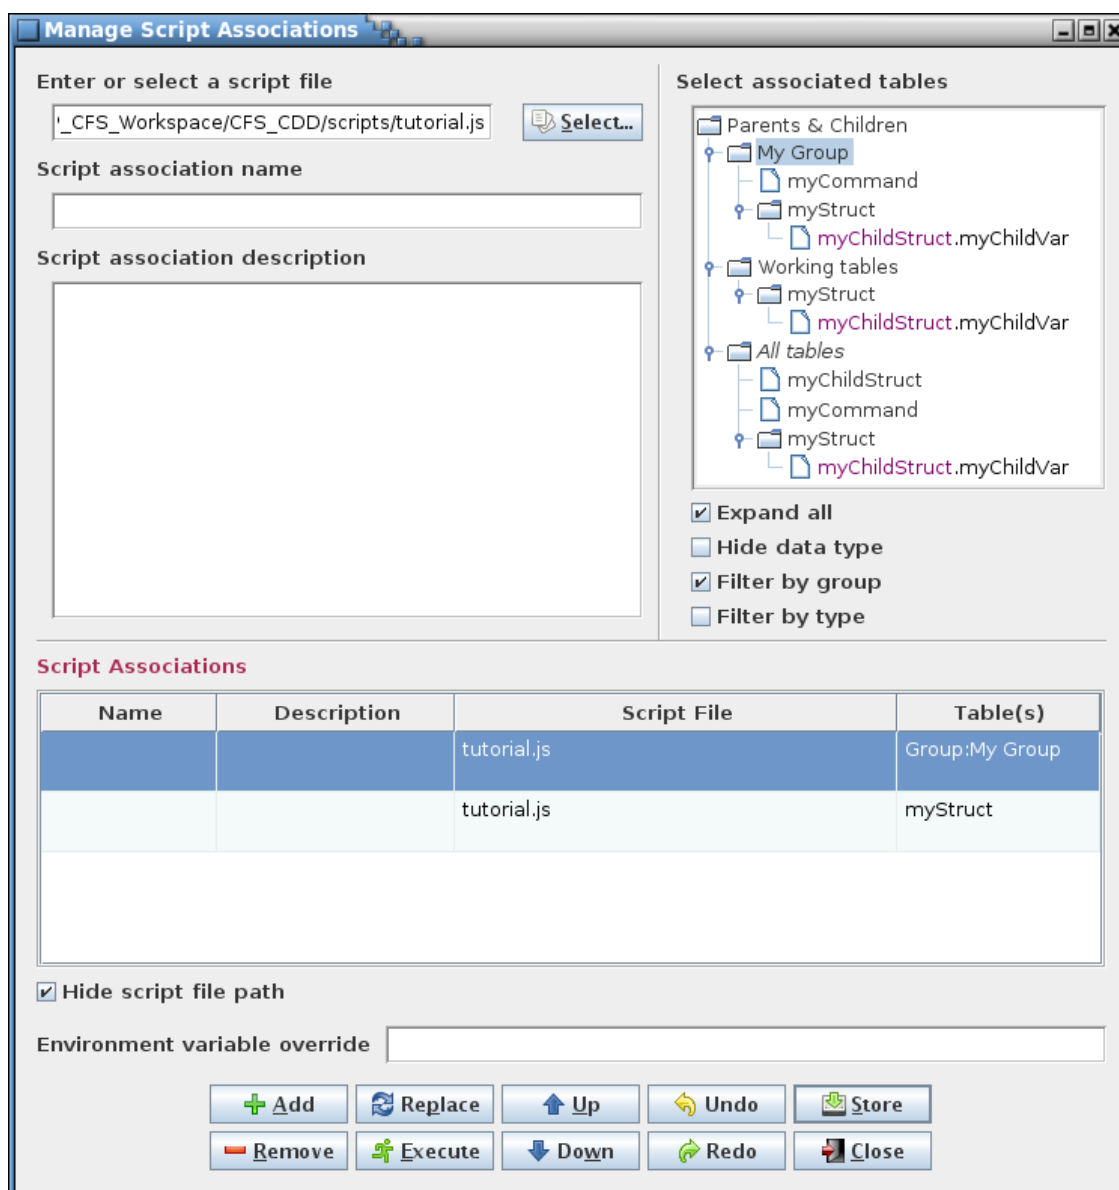 Manage Script Associations
Enter or select a script file
_CFS_Workspace/CFS_CDD/scripts/tutorial.js
Select...
Script association name
Script association description
Select associated tables
Parents & Children
My Group
myCommand
myStruct
myChildStruct.myChildVar
Working tables
myStruct
myChildStruct.myChildVar
All tables
myChildStruct
myCommand
myStruct
myChildStruct.myChildVar
Expand all
Hide data type
Filter by group
Filter by type
Script Associations
Name Description Script File Table(s)
tutorial.js Group:My Group
tutorial.js myStruct
Hide script file path
Environment variable override
Add Replace Up Undo Store
Remove Execute Down Redo Close